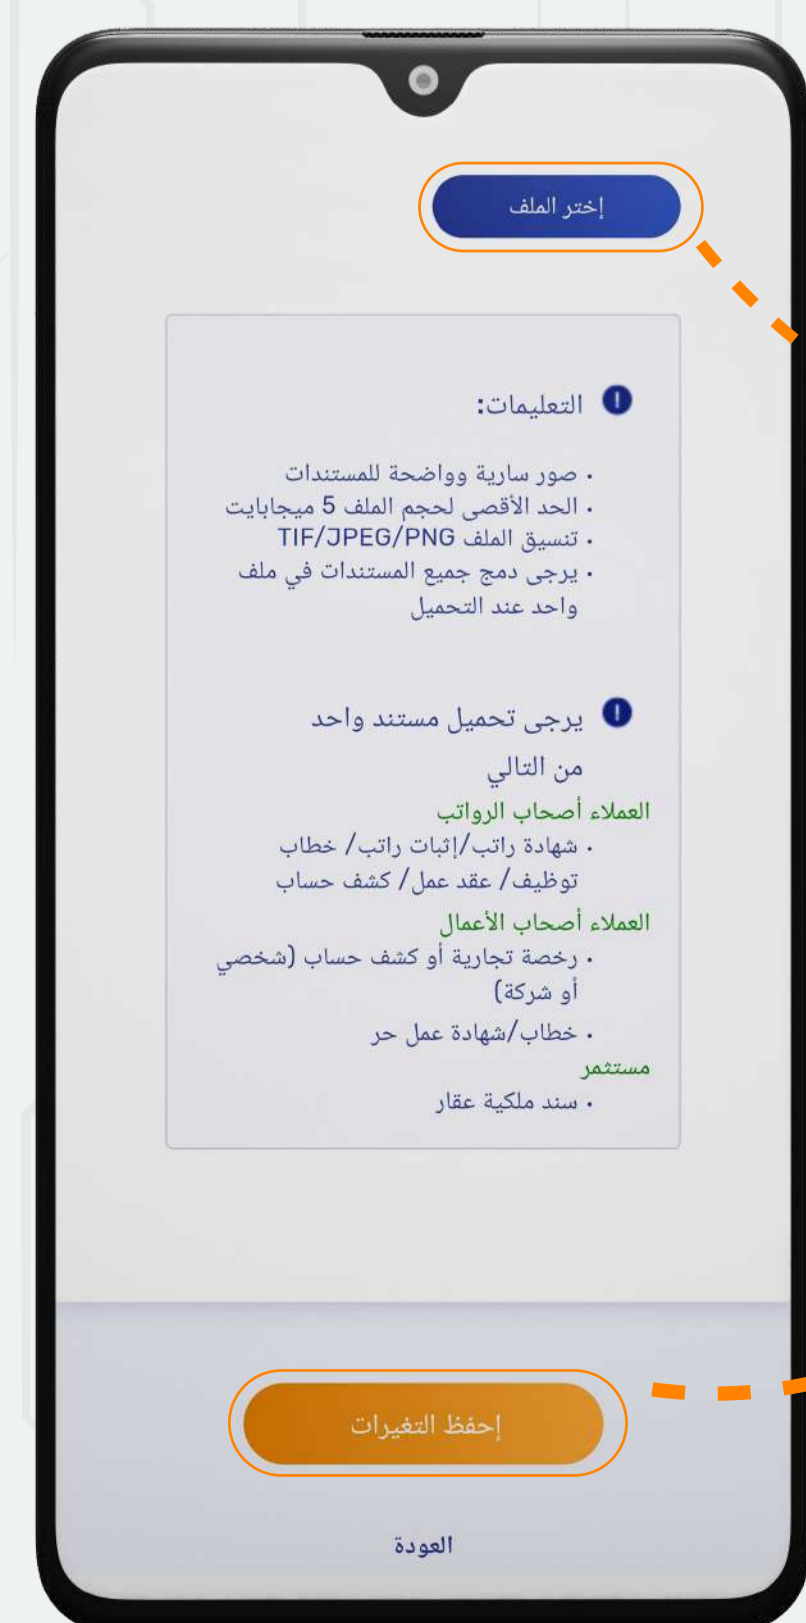 إختر الملف
التعليمات:
• صور سارية وواضحة للمستندات
• الحد الأقصى لحجم الملف 5 ميجابايت
• تنسيق الملف TIF/JPEG/PNG
• يرجى دمج جميع المستندات في ملف
واحد عند التحميل
يرجى تحميل مستند واحد
من التالي
العملاء أصحاب الرواتب
• شهادة راتب/إثبات راتب/ خطاب
توظيف/ عقد عمل/ كشف حساب
العملاء أصحاب الأعمال
• رخصة تجارية أو كشف حساب (شخصي
أو شركة)
• خطاب/شهادة عمل حر
مستثمر
• سند ملكية عقار
إحفظ التغيرات
العودة